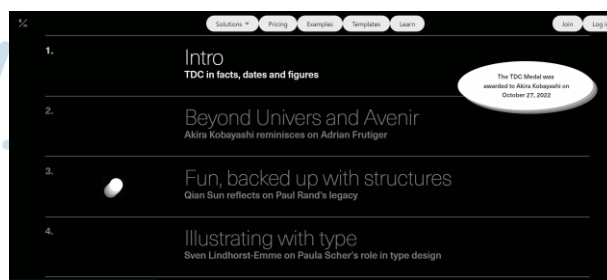 Solutions Pricing Examples Templates Learn Join
1.
Intro
TDC in facts, dates and figures
The TDC Medal was
awarded to Akira Kobayashi on
October 27, 2022
2.
Beyond Univers and Avenir
Akira Kobayashi reminisces on Adrian Frutiger
3.
Fun, backed up with structures
Qian Sun reflects on Paul Rand's legacy
4.
Illustrating with type
Sven Lindhorst-Emme on Paula Scher's role in type design